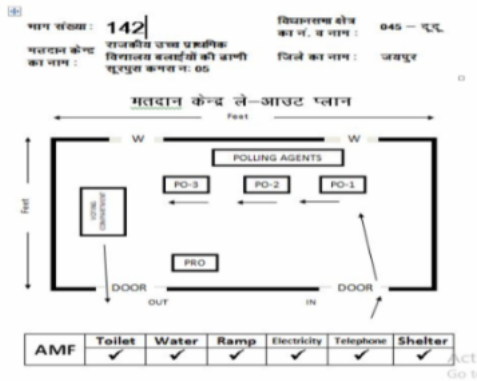 भाग संख्या : 142
विधानसभा क्षेत्र का नं. व नाम : 045 – दूदू
मतदान केन्द्र का नाम : राजकीय उच्च प्राथमिक
विद्यालय बलाईयों की ढाणी
सूरपुरा कमरा नं: 05
जिले का नाम : जयपुर
मतदान केन्द्र ले-आउट प्लान
Feet
W W
POLLING AGENTS
PO-3 PO-2 PO-1
Feet
VOTING COMPARTMENT
PRO
DOOR DOOR
OUT IN
AMF Toilet Water Ramp Electricity Telephone Shelter
✓ ✓ ✓ ✓ ✓ ✓